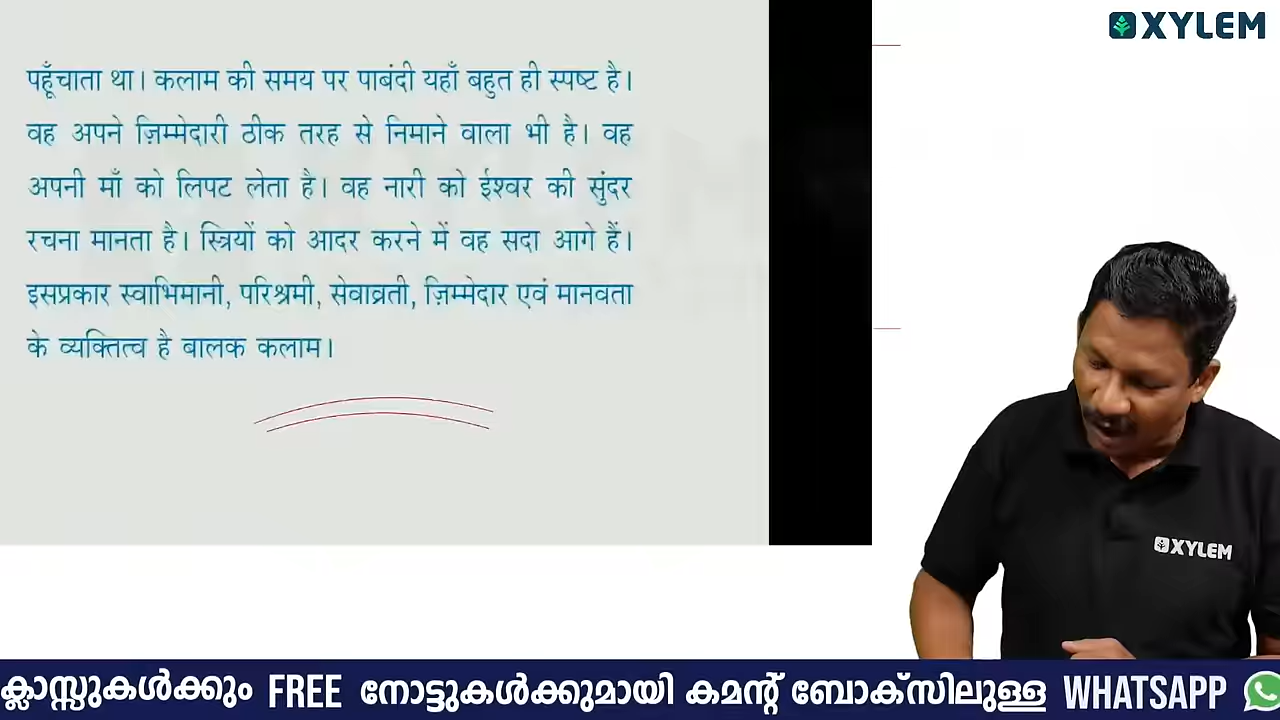 XYLEM
पहूँचाता था। कलाम की समय पर पाबंदी यहाँ बहुत ही स्पष्ट है।
वह अपने ज़िम्मेदारी ठीक तरह से निमाने वाला भी है। वह
अपनी माँ को लिपट लेता है। वह नारी को ईश्वर की सुंदर
रचना मानता है। स्त्रियों को आदर करने में वह सदा आगे हैं।
इसप्रकार स्वाभिमानी, परिश्रमी, सेवाव्रती, ज़िम्मेदार एवं मानवता
के व्यक्तित्व है बालक कलाम।
XYLEM
ക്ലാസ്സുകൾക്കും FREE നോട്ടുകൾക്കുമായി കമന്റ് ബോക്സിലുള്ള WHATSAPP